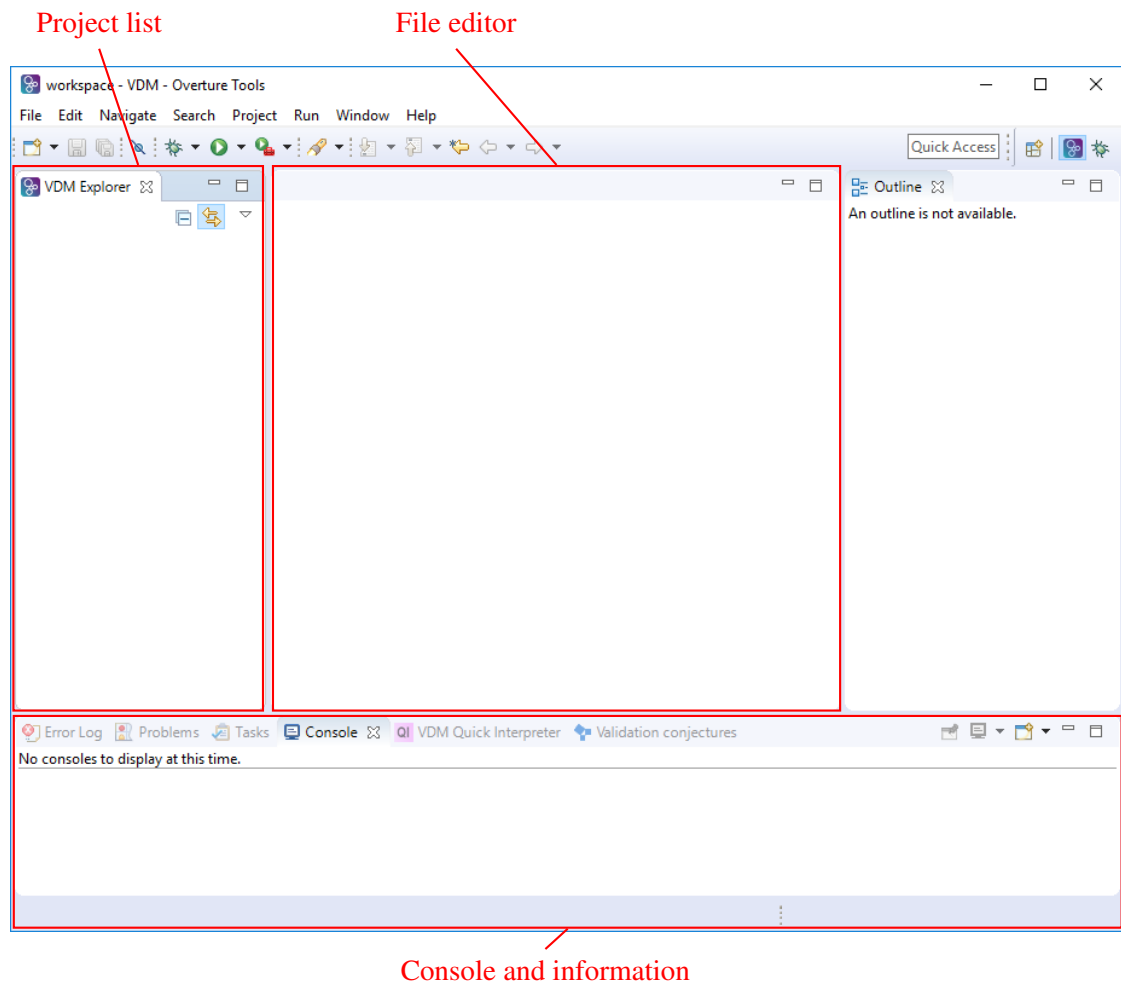 Project list
File editor
workspace - VDM - Overture Tools
File Edit Navigate Search Project Run Window Help
Quick Access
VDM Explorer
Outline
An outline is not available.
Error Log Problems Tasks Console QI VDM Quick Interpreter Validation conjectures
No consoles to display at this time.
Console and information